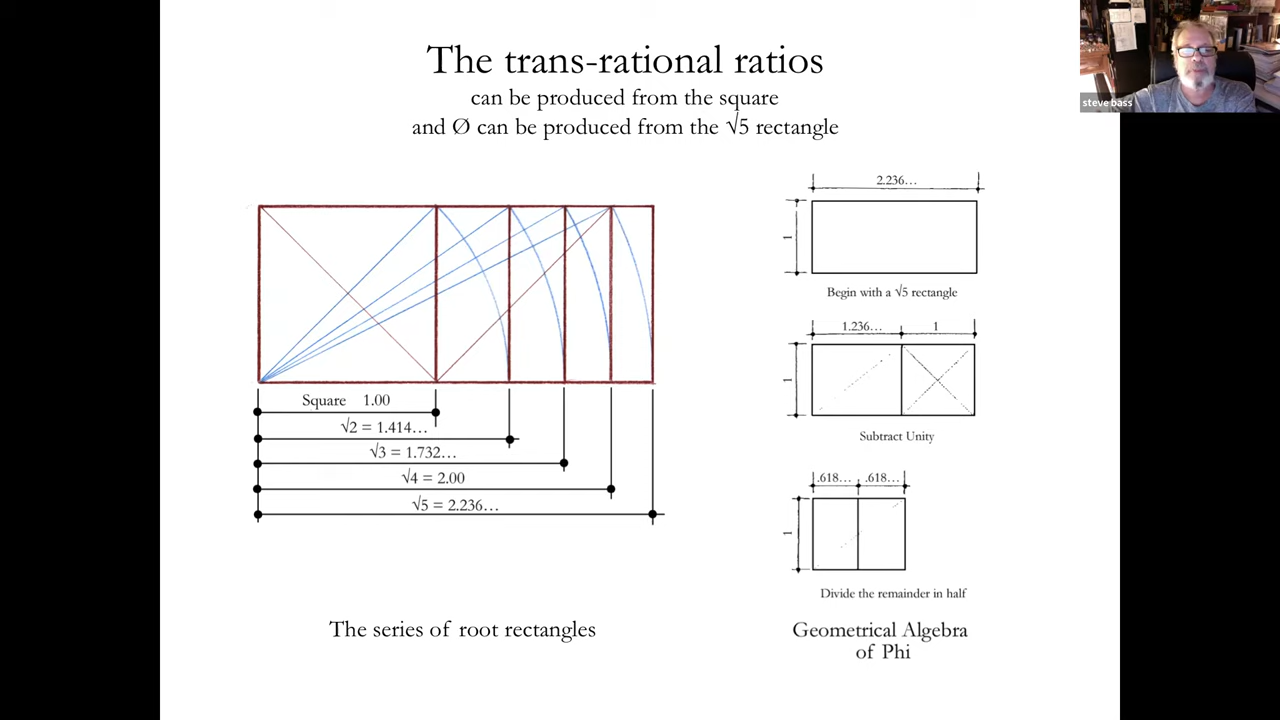 The trans-rational ratios
can be produced from the square
and Ø can be produced from the √5 rectangle
steve bass
Square 1.00
√2 = 1.414…
√3 = 1.732…
√4 = 2.00
√5 = 2.236…
The series of root rectangles
2.236…
1
Begin with a √5 rectangle
1.236… 1
1
Subtract Unity
.618… .618…
1
Divide the remainder in half
Geometrical Algebra
of Phi